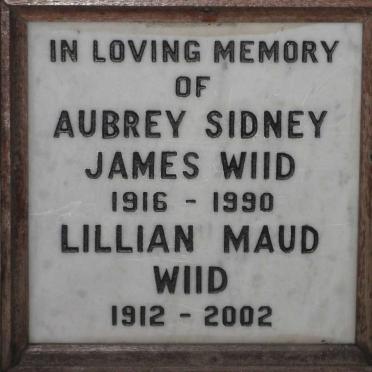 IN LOVING MEMORY
OF
AUBREY SIDNEY
JAMES WIID
1916 - 1990
LILLIAN MAUD
WIID
1912 - 2002